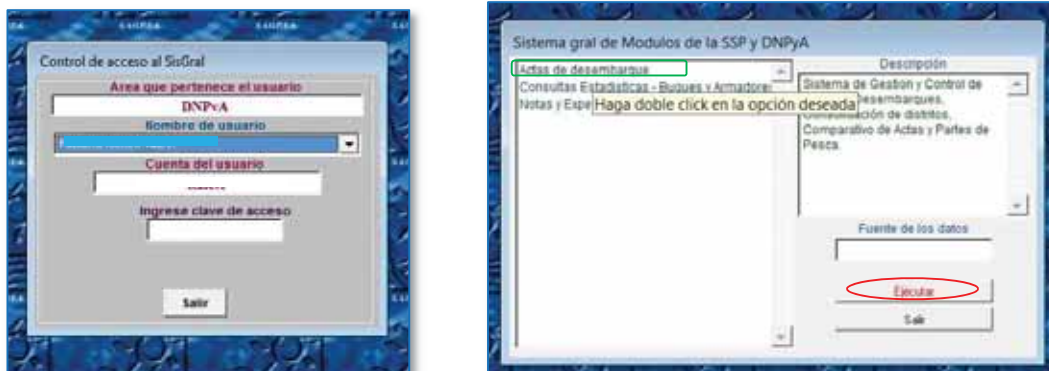 Control de acceso al SisGral
Area que pertenece el usuario
DNPyA
Nombre de usuario
Cuenta del usuario
Ingrese clave de acceso
Salir
Sistema gral de Modulos de la SSP y DNPyA
Actas de desembarque
Consultas Estadisticas - Buques y Armadores
Notas y Expe
Haga doble click en la opción deseada
Descripción
Sistema de Gestion y Control de
Desembarques,
de distritos,
Comparativo de Actas y Partes de
Pesca.
Fuente de los datos
Ejecutar
Salir